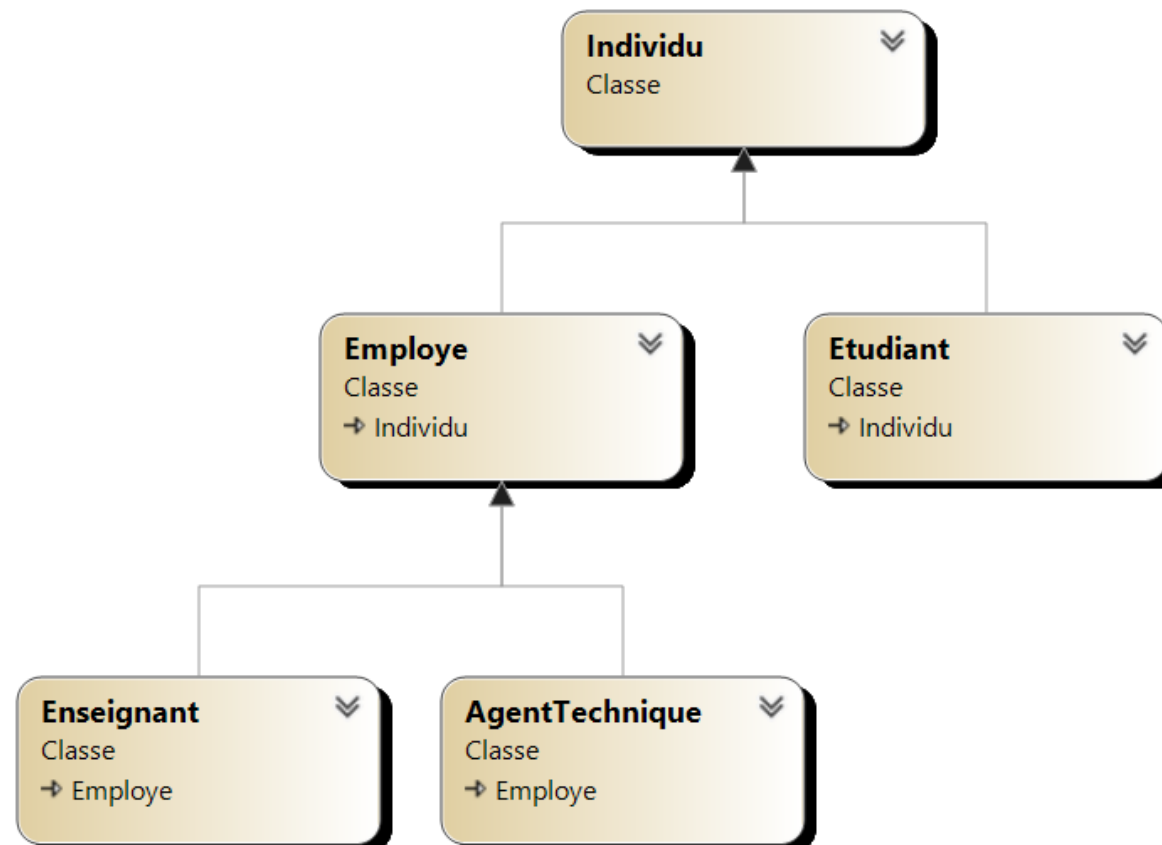 Individu
Classe
Employe
Classe
Individu
Etudiant
Classe
Individu
Enseignant
Classe
Employe
AgentTechnique
Classe
Employe